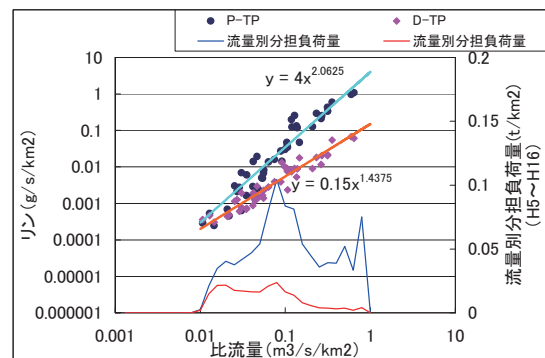 P-TP
D-TP
流量別分担負荷量
流量別分担負荷量
10
1
0.1
0.01
0.001
0.0001
0.00001
0.000001
リン(g/s/km2)
y = 4x^2.0625
y = 0.15x^1.4375
0.2
0.15
0.1
0.05
0
流量別分担負荷量(t/km2)
(H5～H16)
0.001
0.01
0.1
1
10
比流量(m3/s/km2)